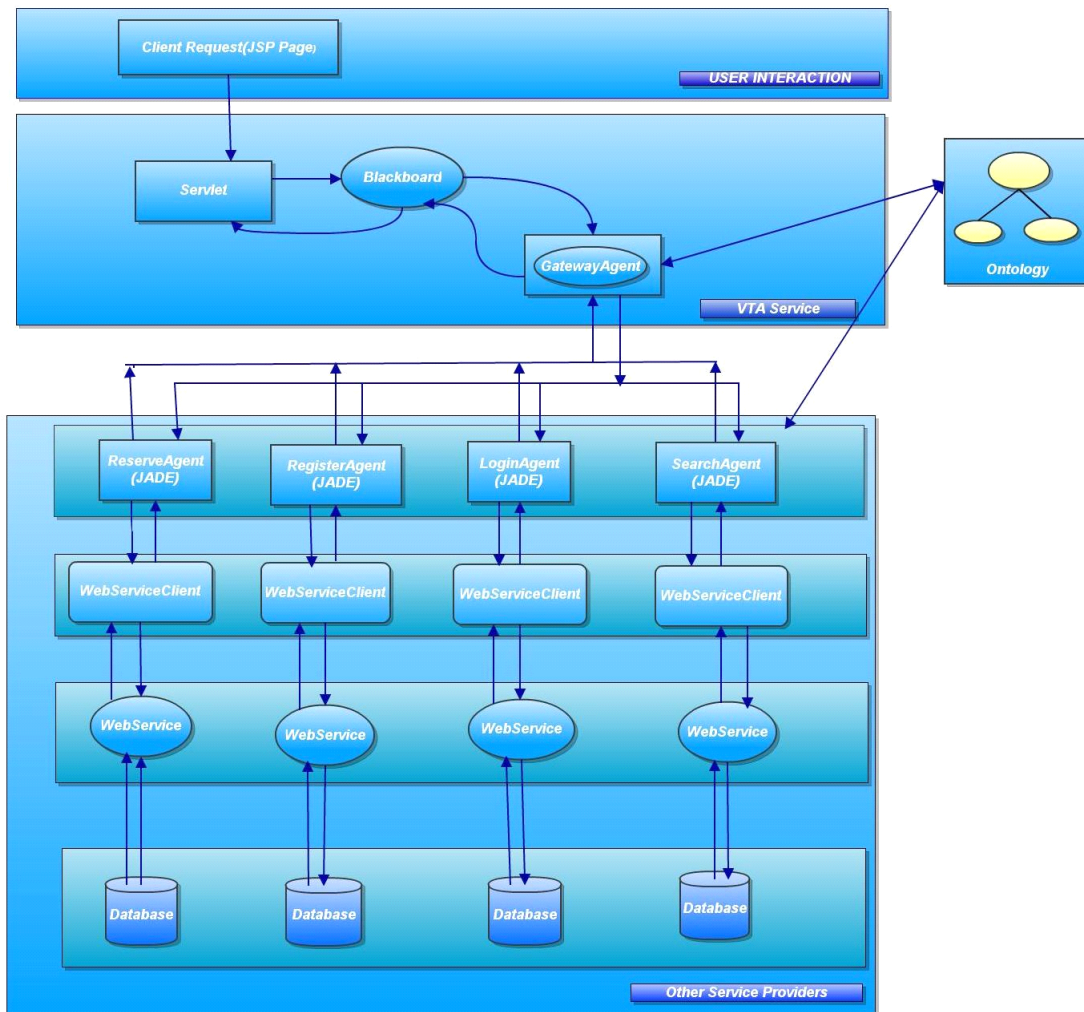 Client Request(JSP Page)
USER INTERACTION
Servlet
Blackboard
GatewayAgent
VTA Service
Ontology
ReserveAgent
(JADE)
RegisterAgent
(JADE)
LoginAgent
(JADE)
SearchAgent
(JADE)
WebServiceClient
WebServiceClient
WebServiceClient
WebServiceClient
WebService
WebService
WebService
WebService
Database
Database
Database
Database
Other Service Providers